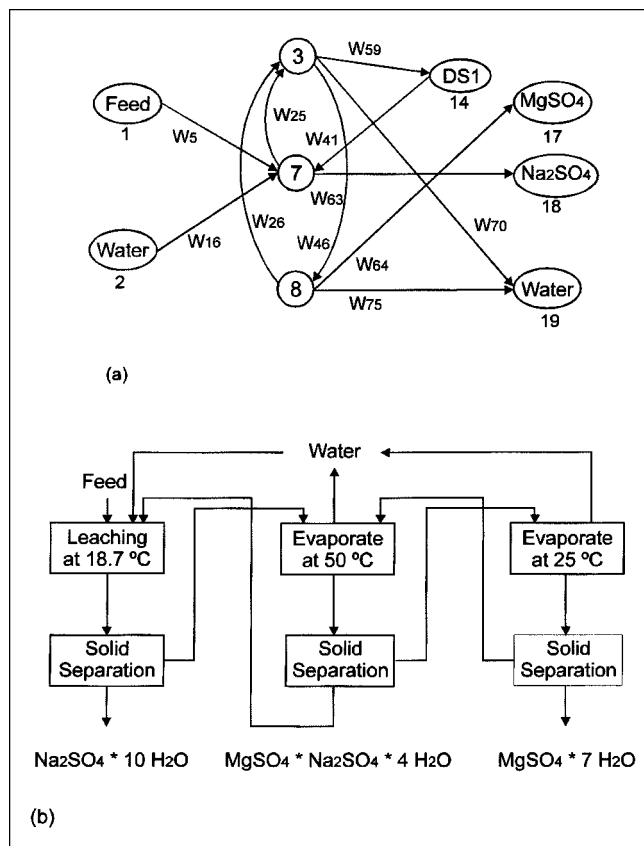 3
W59
DS1
14
MgSO4
17
Feed
1
W5
W25
W41
7
Na2SO4
18
W63
W26
W16
W46
W70
Water
2
W64
8
W75
Water
19
(a)
Water
Feed
Leaching
at 18.7 ºC
Evaporate
at 50 ºC
Evaporate
at 25 ºC
Solid
Separation
Solid
Separation
Solid
Separation
Na2SO4 * 10 H2O
MgSO4 * Na2SO4 * 4 H2O
MgSO4 * 7 H2O
(b)